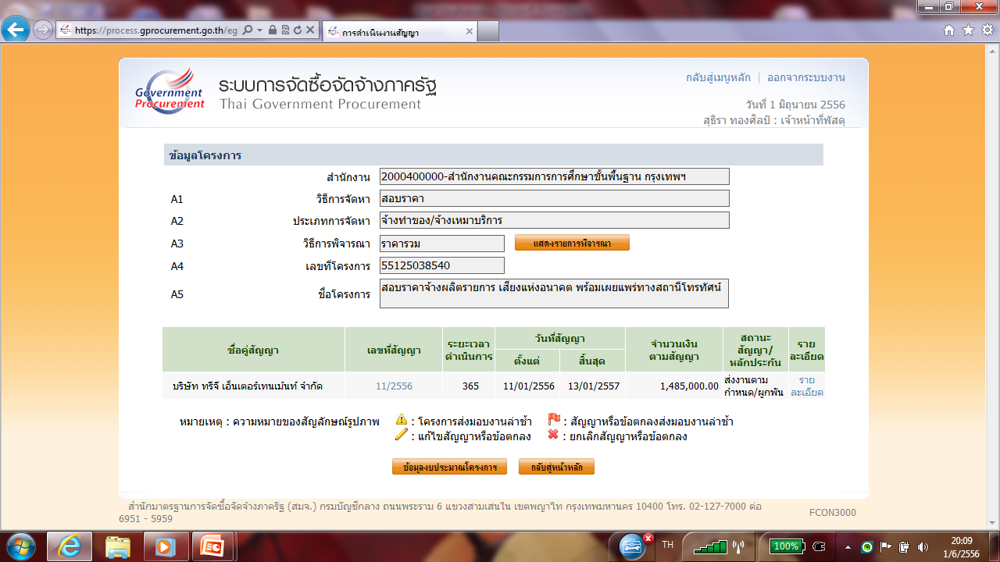 https://process.gprocurement.go.th/eg
การดำเนินงานสัญญา
Government
Procurement
ระบบการจัดซื้อจัดจ้างภาครัฐ
Thai Government Procurement
กลับสู่เมนูหลัก | ออกจากระบบงาน
วันที่ 1 มิถุนายน 2556
สุธิรา ทองศิลป์ : เจ้าหน้าที่พัสดุ
ข้อมูลโครงการ
สำนักงาน 2000400000-สำนักงานคณะกรรมการการศึกษาขั้นพื้นฐาน กรุงเทพฯ
A1 วิธีการจัดหา สอบราคา
A2 ประเภทการจัดหา จ้างทำของ/จ้างเหมาบริการ
A3 วิธีการพิจารณา ราคารวม แสดงรายการพิจารณา
A4 เลขที่โครงการ 55125038540
A5 ชื่อโครงการ สอบราคาจ้างผลิตรายการ เสียงแห่งอนาคต พร้อมเผยแพร่ทางสถานีโทรทัศน์
ชื่อคู่สัญญา เลขที่สัญญา ระยะเวลา
ดำเนินการ วันที่สัญญา
ตั้งแต่ สิ้นสุด จำนวนเงิน
ตามสัญญา สถานะ
สัญญา/
หลักประกัน ราย
ละเอียด
บริษัท ทรีจี เอ็นเตอร์เทนเม้นท์ จำกัด 11/2556 365 11/01/2556 13/01/2557 1,485,000.00 ส่งงานตาม
กำหนด/ผูกพัน ราย
ละเอียด
หมายเหตุ : ความหมายของสัญลักษณ์รูปภาพ : โครงการส่งมอบงานล่าช้า : สัญญาหรือข้อตกลงส่งมอบงานล่าช้า
: แก้ไขสัญญาหรือข้อตกลง : ยกเลิกสัญญาหรือข้อตกลง
ข้อมูลงบประมาณโครงการ กลับสู่หน้าหลัก
สำนักมาตรฐานการจัดซื้อจัดจ้างภาครัฐ (สมจ.) กรมบัญชีกลาง ถนนพระราม 6 แขวงสามเสนใน เขตพญาไท กรุงเทพมหานคร 10400 โทร. 02-127-7000 ต่อ
6951 - 5959 FCON3000
TH 100% 20:09
1/6/2556